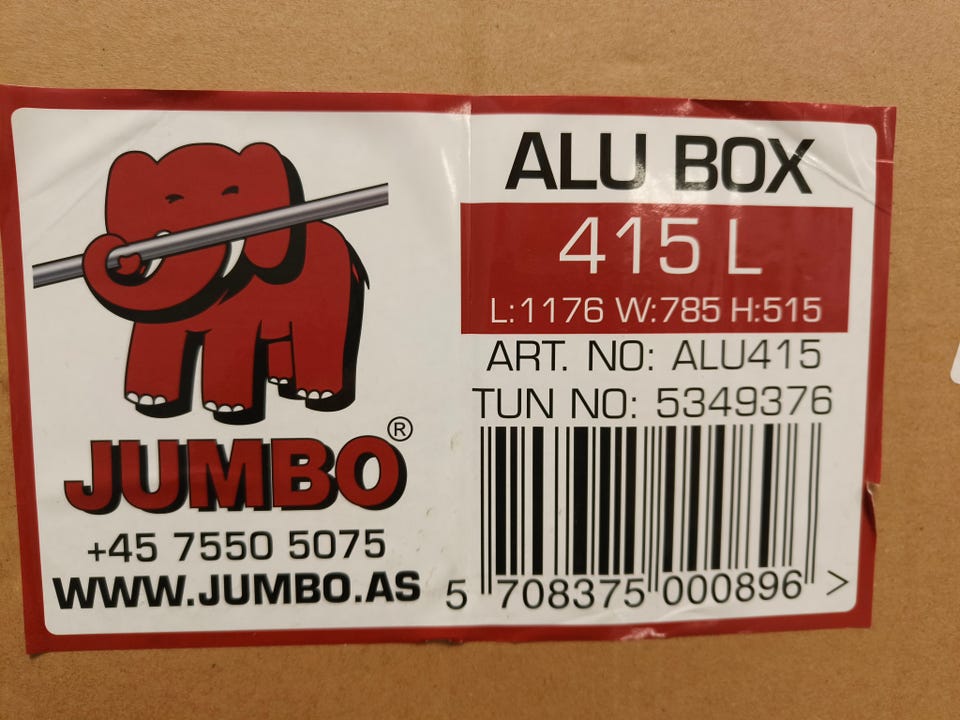 JUMBO®
+45 7550 5075
WWW.JUMBO.AS
ALU BOX
415 L
L:1176 W:785 H:515
ART. NO: ALU415
TUN NO: 5349376
5 708375 000896 >